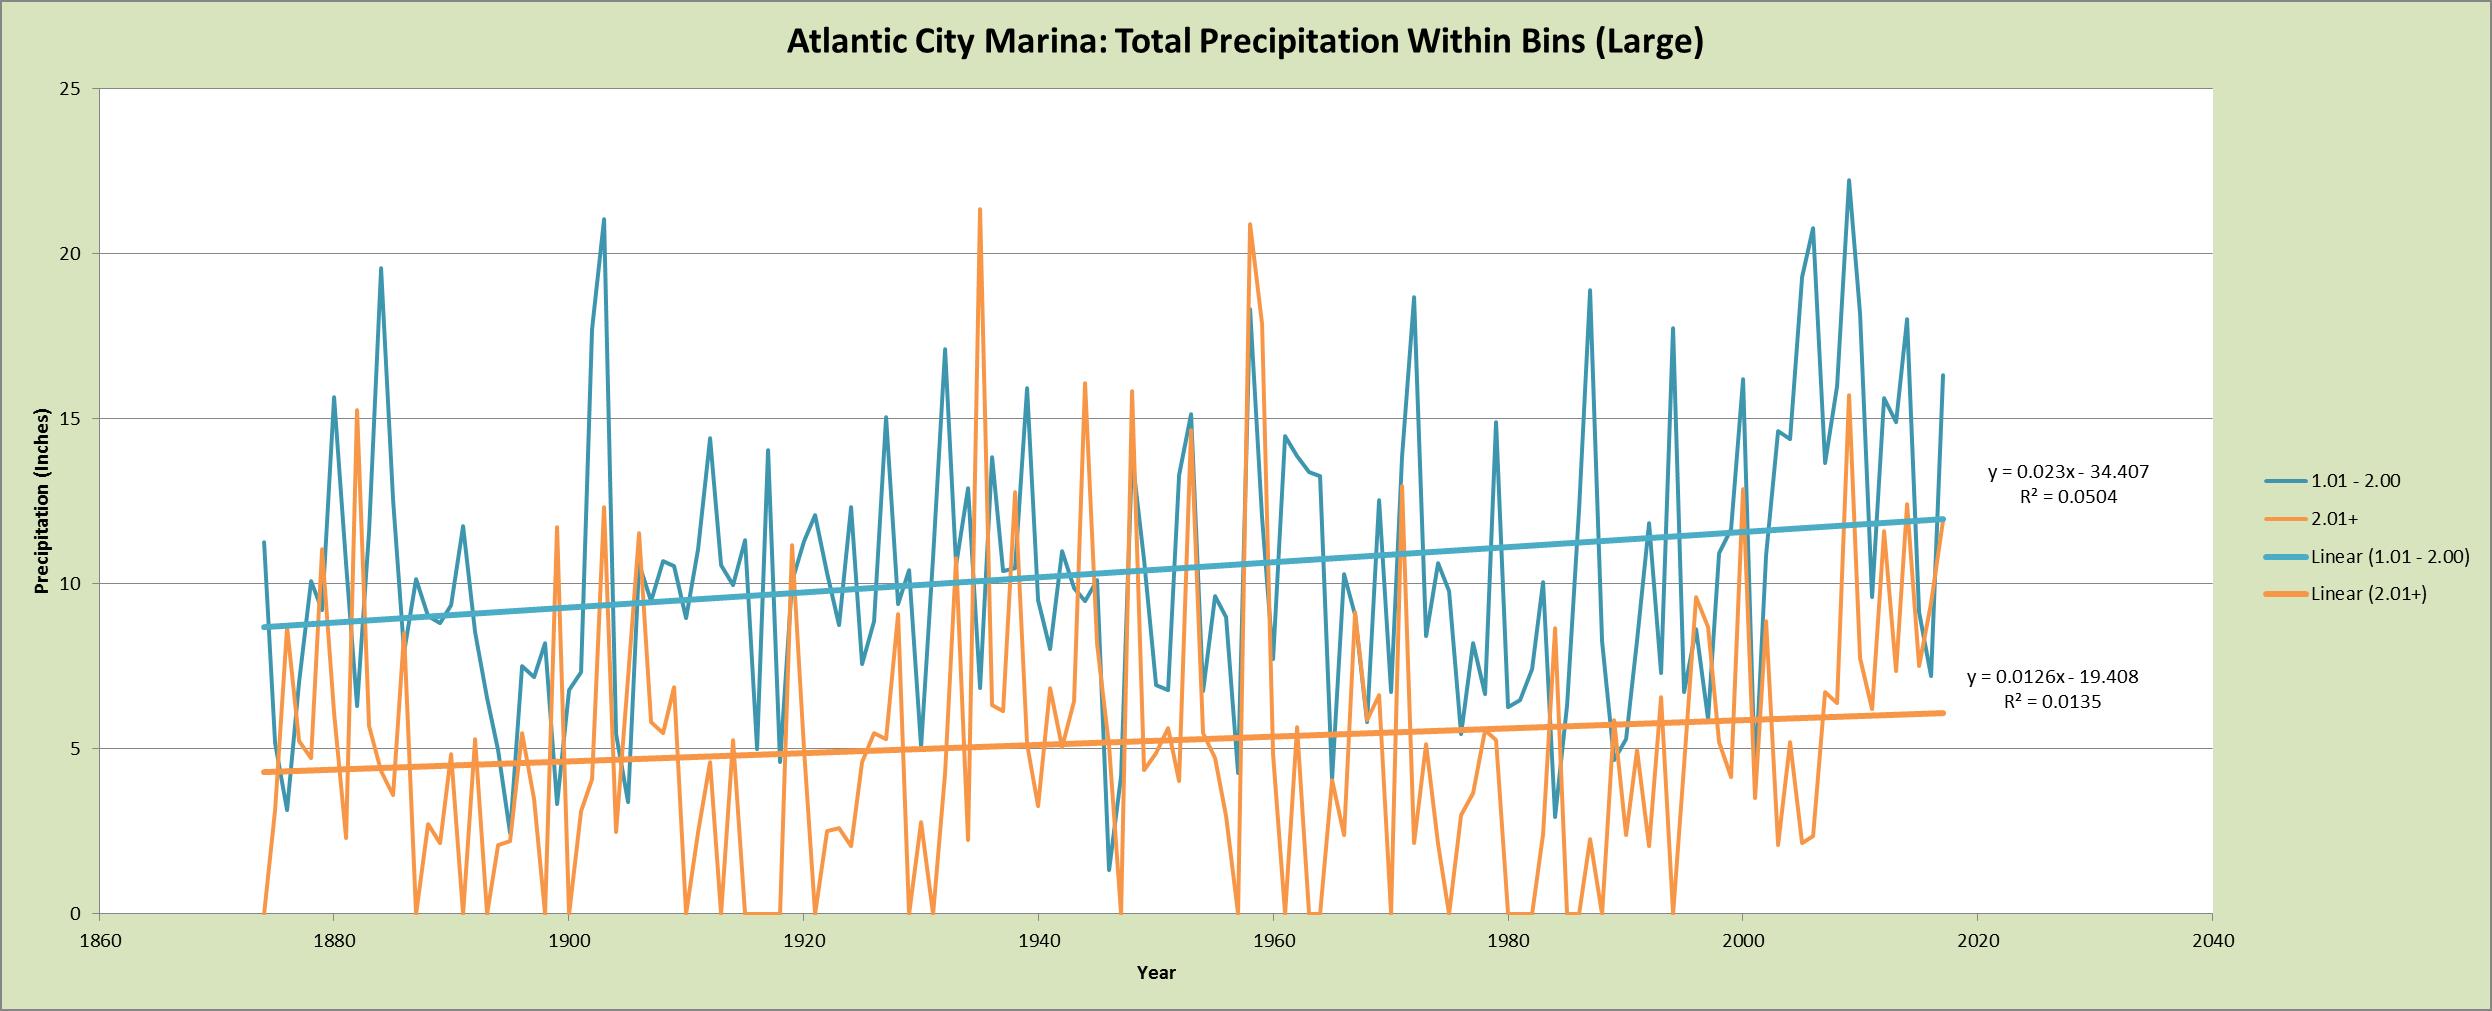 Atlantic City Marina: Total Precipitation Within Bins (Large)
25
20
15
10
5
0
Precipitation (Inches)
1860 1880 1900 1920 1940 1960 1980 2000 2020 2040
Year
y = 0.023x - 34.407
R² = 0.0504
y = 0.0126x - 19.408
R² = 0.0135
1.01 - 2.00
2.01+
Linear (1.01 - 2.00)
Linear (2.01+)